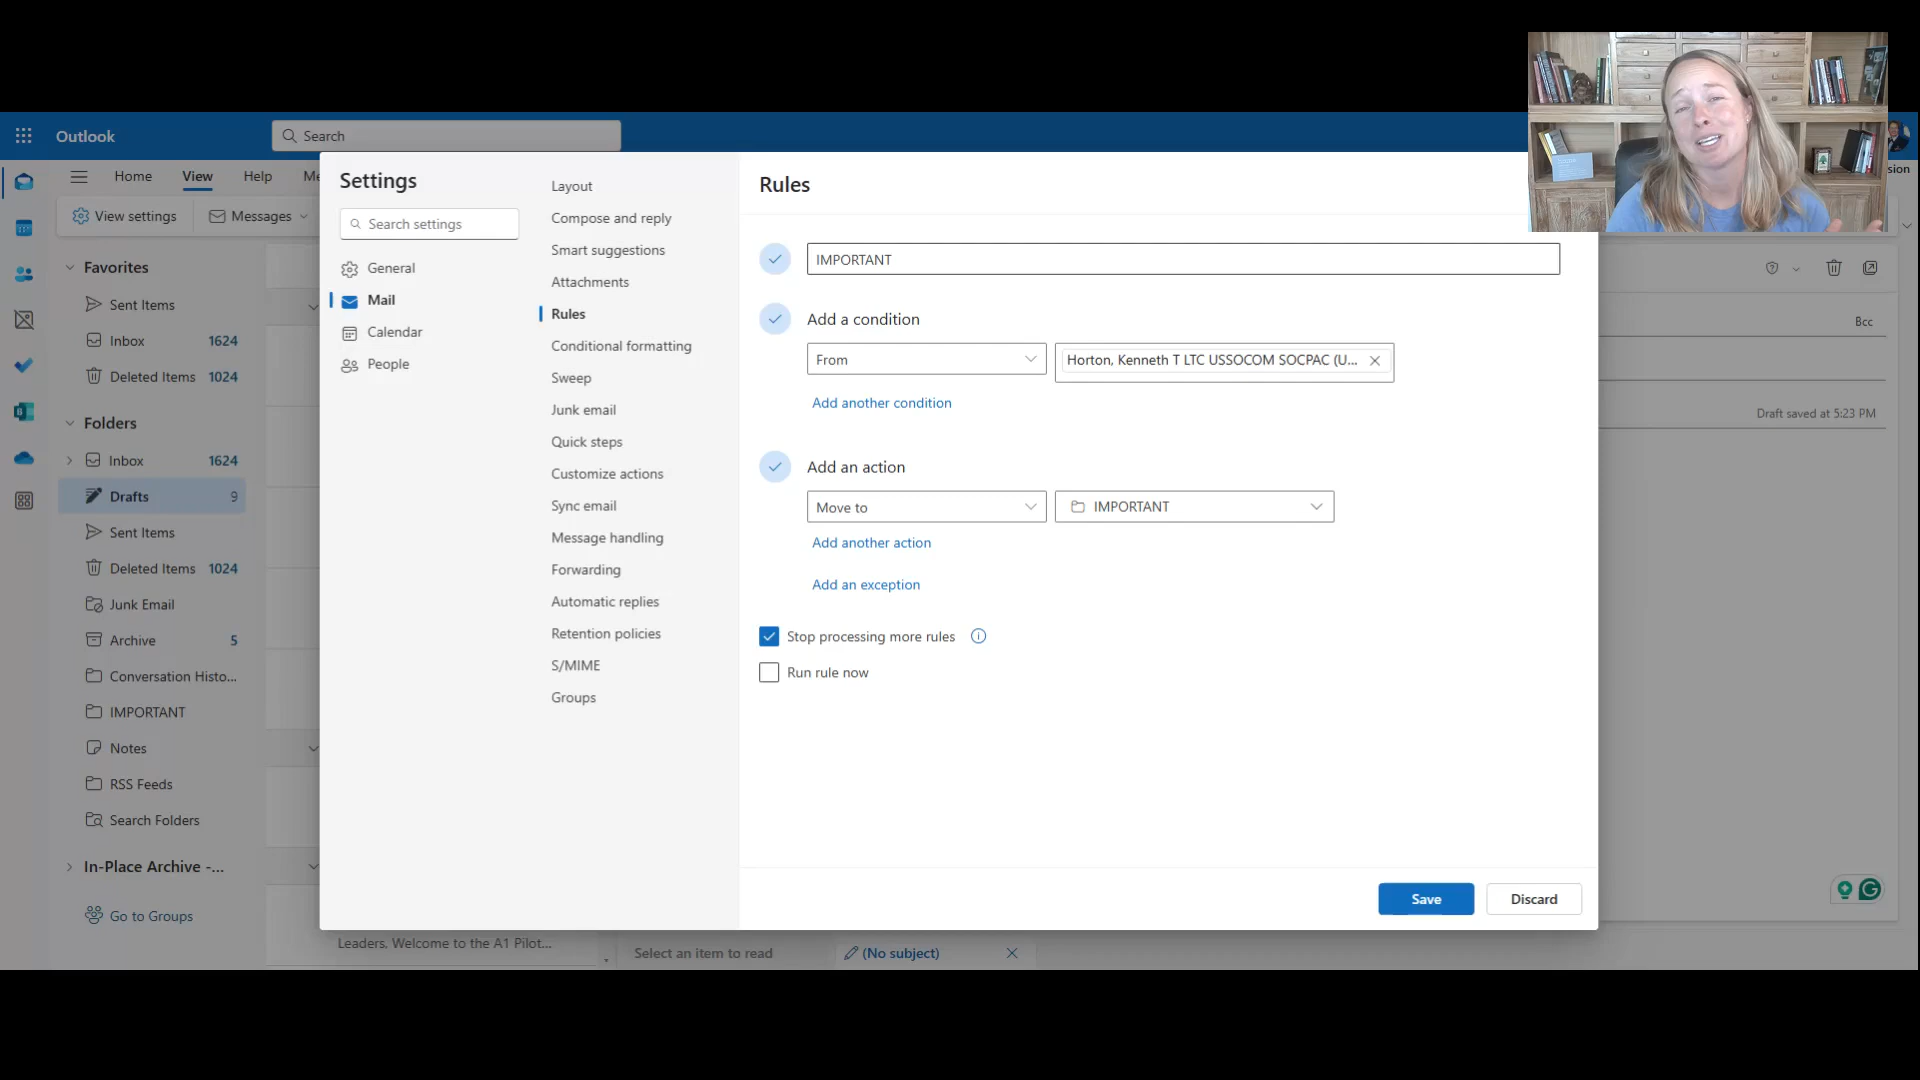 Outlook
Search
sion
Home
View
Help
Me
View settings
Messages
Favorites
Sent Items
Inbox 1624
Deleted Items 1024
Folders
Inbox 1624
Drafts 9
Sent Items
Deleted Items 1024
Junk Email
Archive 5
Conversation Histo...
IMPORTANT
Notes
RSS Feeds
Search Folders
In-Place Archive -...
Go to Groups
Settings
Search settings
General
Mail
Calendar
People
Layout
Compose and reply
Smart suggestions
Attachments
Rules
Conditional formatting
Sweep
Junk email
Quick steps
Customize actions
Sync email
Message handling
Forwarding
Automatic replies
Retention policies
S/MIME
Groups
Rules
IMPORTANT
Add a condition
From
Horton, Kenneth T LTC USSOCOM SOCPAC (U...
Add another condition
Add an action
Move to
IMPORTANT
Add another action
Add an exception
Stop processing more rules
Run rule now
Save
Discard
Bcc
Draft saved at 5:23 PM
Leaders, Welcome to the A1 Pilot...
Select an item to read
(No subject)